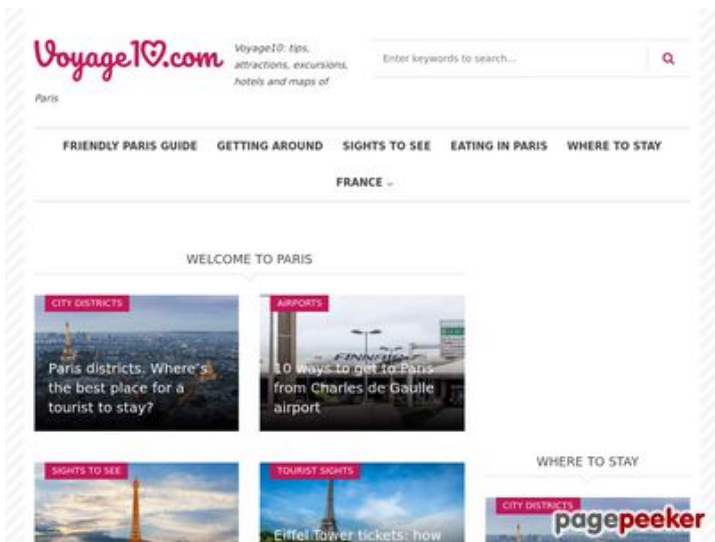 Voyage10.com
Voyage10: tips,
attractions, excursions,
hotels and maps of
Paris
Enter keywords to search...
FRIENDLY PARIS GUIDE GETTING AROUND SIGHTS TO SEE EATING IN PARIS WHERE TO STAY
FRANCE
WELCOME TO PARIS
CITY DISTRICTS
Paris districts. Where's
the best place for a
tourist to stay?
AIRPORTS
FINNAIR
10 ways to get to Paris
from Charles de Gaulle
airport
SIGHTS TO SEE
TOURIST SIGHTS
Eiffel Tower tickets: how
WHERE TO STAY
CITY DISTRICTS
pagepeeker